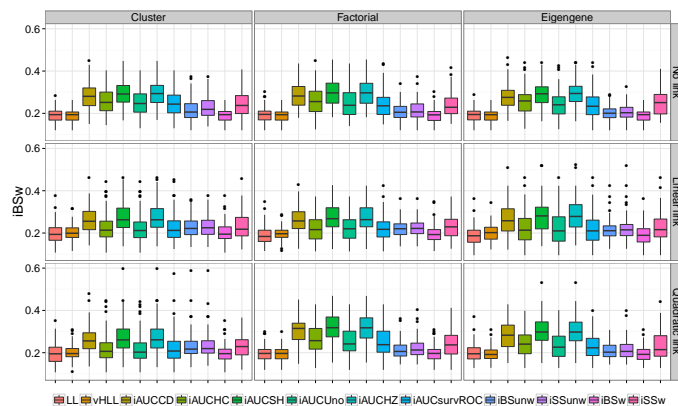 Cluster Factorial Eigengene
0.6
0.4
0.2
No link
0.6
0.4
0.2
Linear link
0.6
0.4
0.2
Quadratic link
iBSw
LL vHLL iAUCCD iAUCHC iAUCSH iAUCUno iAUCHZ iAUCsurvROC iBSunw iSSunw iBSw iSSw